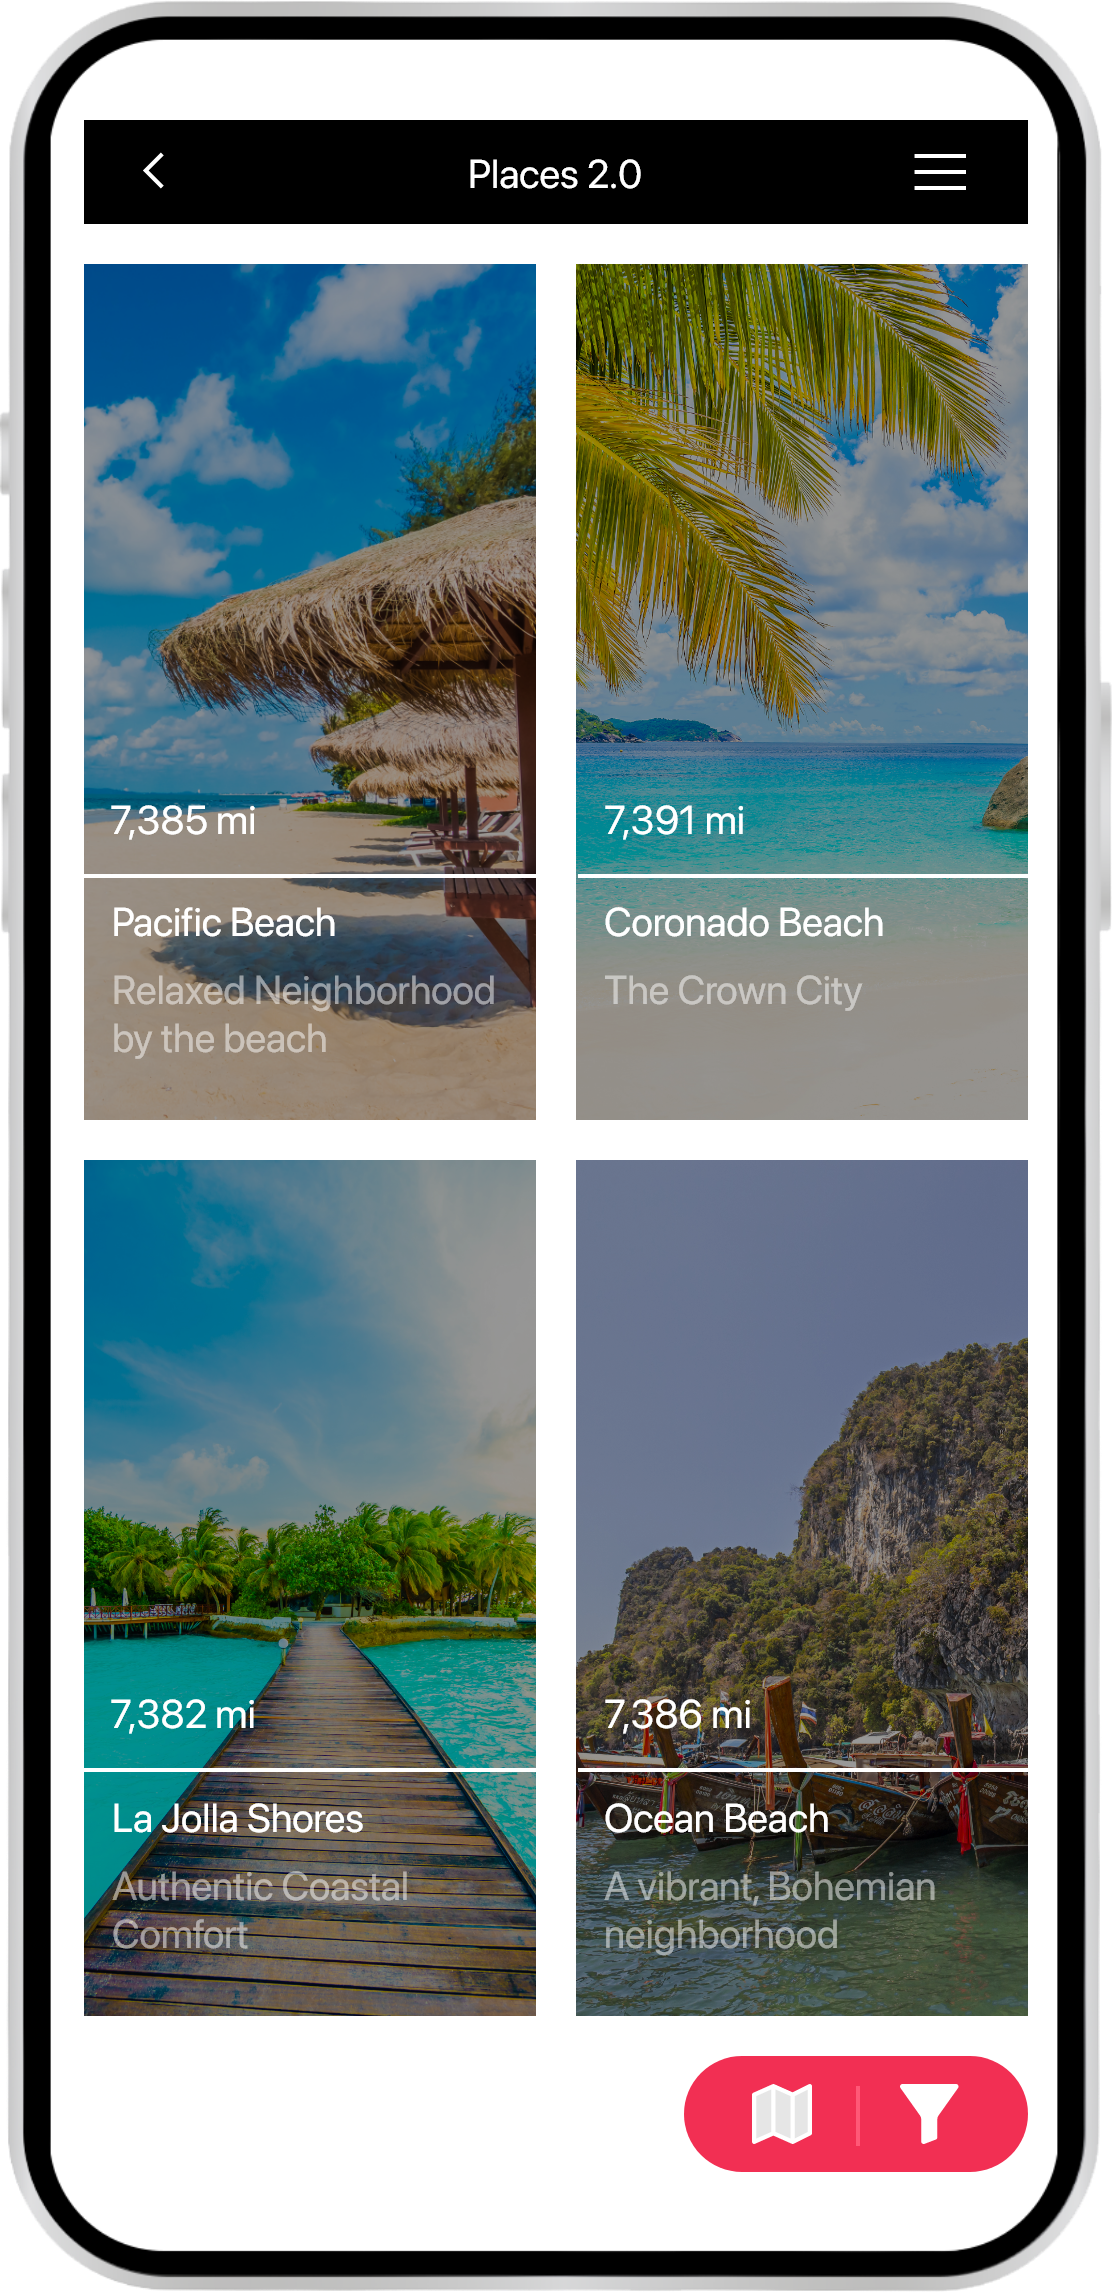 Places 2.0
7,385 mi
Pacific Beach
Relaxed Neighborhood
by the beach
7,391 mi
Coronado Beach
The Crown City
7,382 mi
La Jolla Shores
Authentic Coastal
Comfort
7,386 mi
Ocean Beach
A vibrant, Bohemian
neighborhood